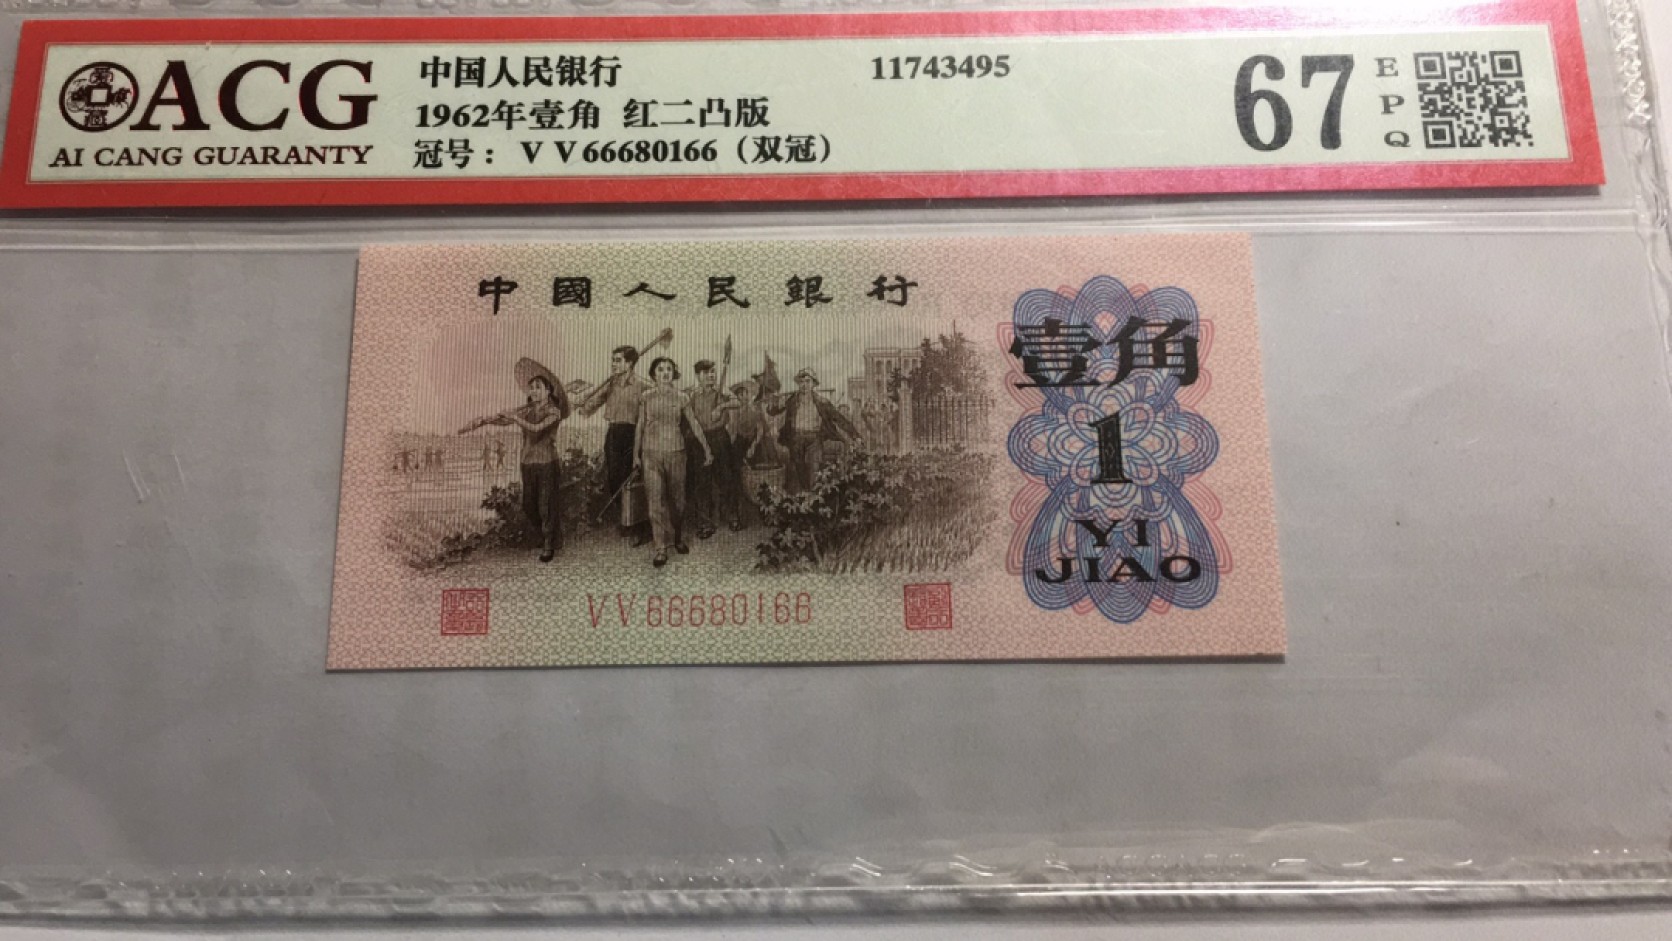 ACG
AI CANG GUARANTY
中国人民银行
1962年壹角 红二凸版
冠号：VV66680166（双冠）
11743495
67
EPQ
中國人民銀行
壹角
1
YI
JIAO
VV66680166